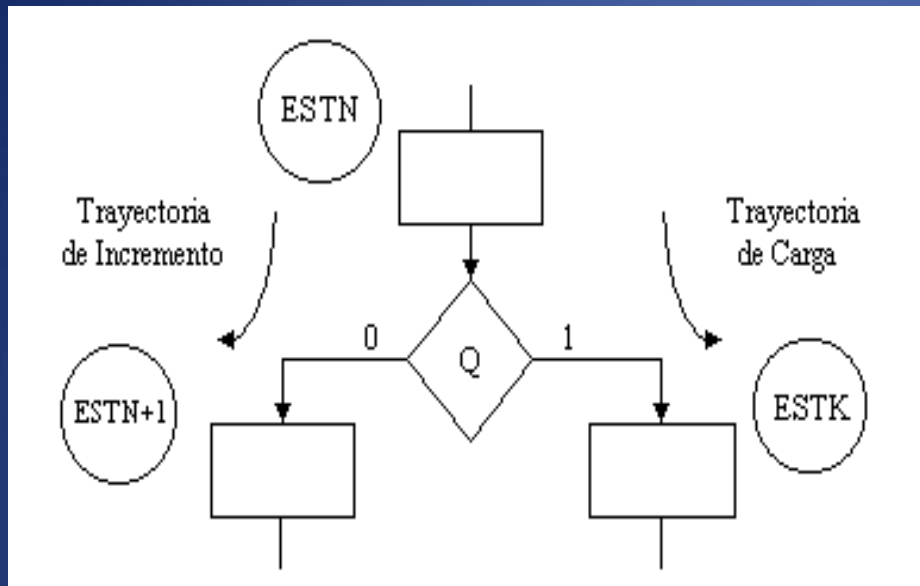 ESTN
Trayectoria
de Incremento
Trayectoria
de Carga
0
Q
1
ESTN+1
ESTK